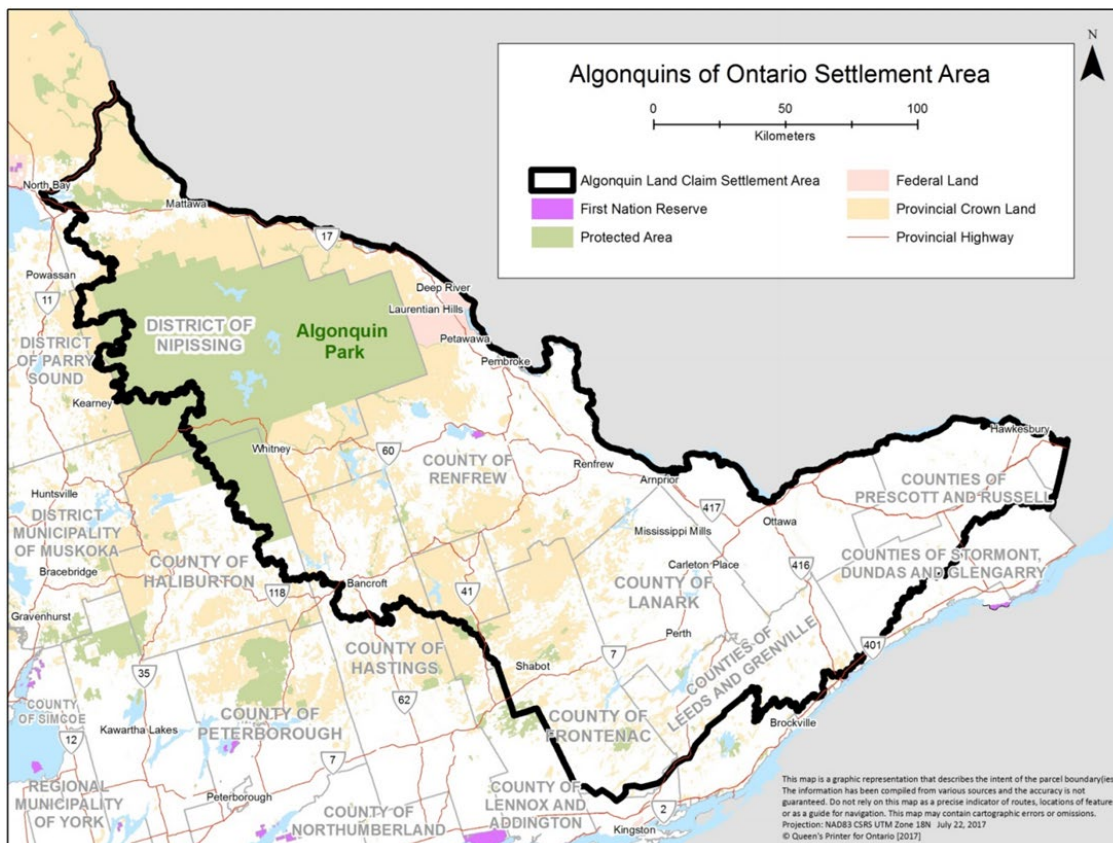 Algonquins of Ontario Settlement Area
0 50 100
Kilometers
Algonquin Land Claim Settlement Area
First Nation Reserve
Protected Area
Federal Land
Provincial Crown Land
Provincial Highway
N
North Bay
Mattawa
17
Powassan
11
Deep River
Laurentian Hills
Petawawa
Pembroke
DISTRICT OF
NIPISSING
Algonquin
Park
DISTRICT
OF PARRY
SOUND
Kearney
Whitney
60
COUNTY OF
RENFREW
Renfrew
Arnprior
417
Hawkesbury
COUNTIES OF
PRESCOTT AND RUSSELL
Ottawa
Mississippi Mills
Huntsville
DISTRICT
MUNICIPALITY
OF MUSKOKA
Bracebridge
Gravenhurst
COUNTY OF
HALIBURTON
118
Bancroft
41
COUNTY OF
LANARK
Carleton Place
416
COUNTIES OF STORMONT,
DUNDAS AND GLENGARRY
Perth
7
Shabot
COUNTIES OF
LEEDS AND GRENVILLE
401
Brockville
COUNTY OF
HASTINGS
62
35
COUNTY
OF SIMCOE
12
Kawartha Lakes
COUNTY OF
PETERBOROUGH
7
COUNTY OF
FRONTENAC
REGIONAL
MUNICIPALITY
OF YORK
Peterborough
COUNTY OF
NORTHUMBERLAND
COUNTY OF
LENNOX AND
ADDINGTON
2
Kingston
This map is a graphic representation that describes the intent of the parcel boundary(ies
The information has been compiled from various sources and the accuracy is not
guaranteed. Do not rely on this map as a precise indicator of routes, locations of feature
or as a guide for navigation. This map may contain cartographic errors or omissions.
Projection: NAD83 CSRS UTM Zone 18N July 22, 2017
© Queen's Printer for Ontario [2017]